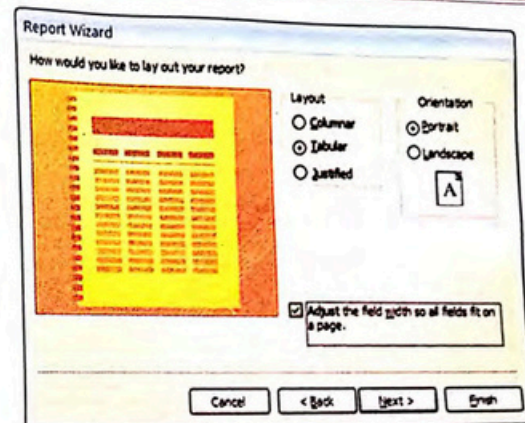 Report Wizard
How would you like to lay out your report?
Layout
Columnar
Tabular
Justified
Orientation
Portrait
Landscape
A
Adjust the field width so all fields fit on
a page.
Cancel
< Back
Next >
Finish